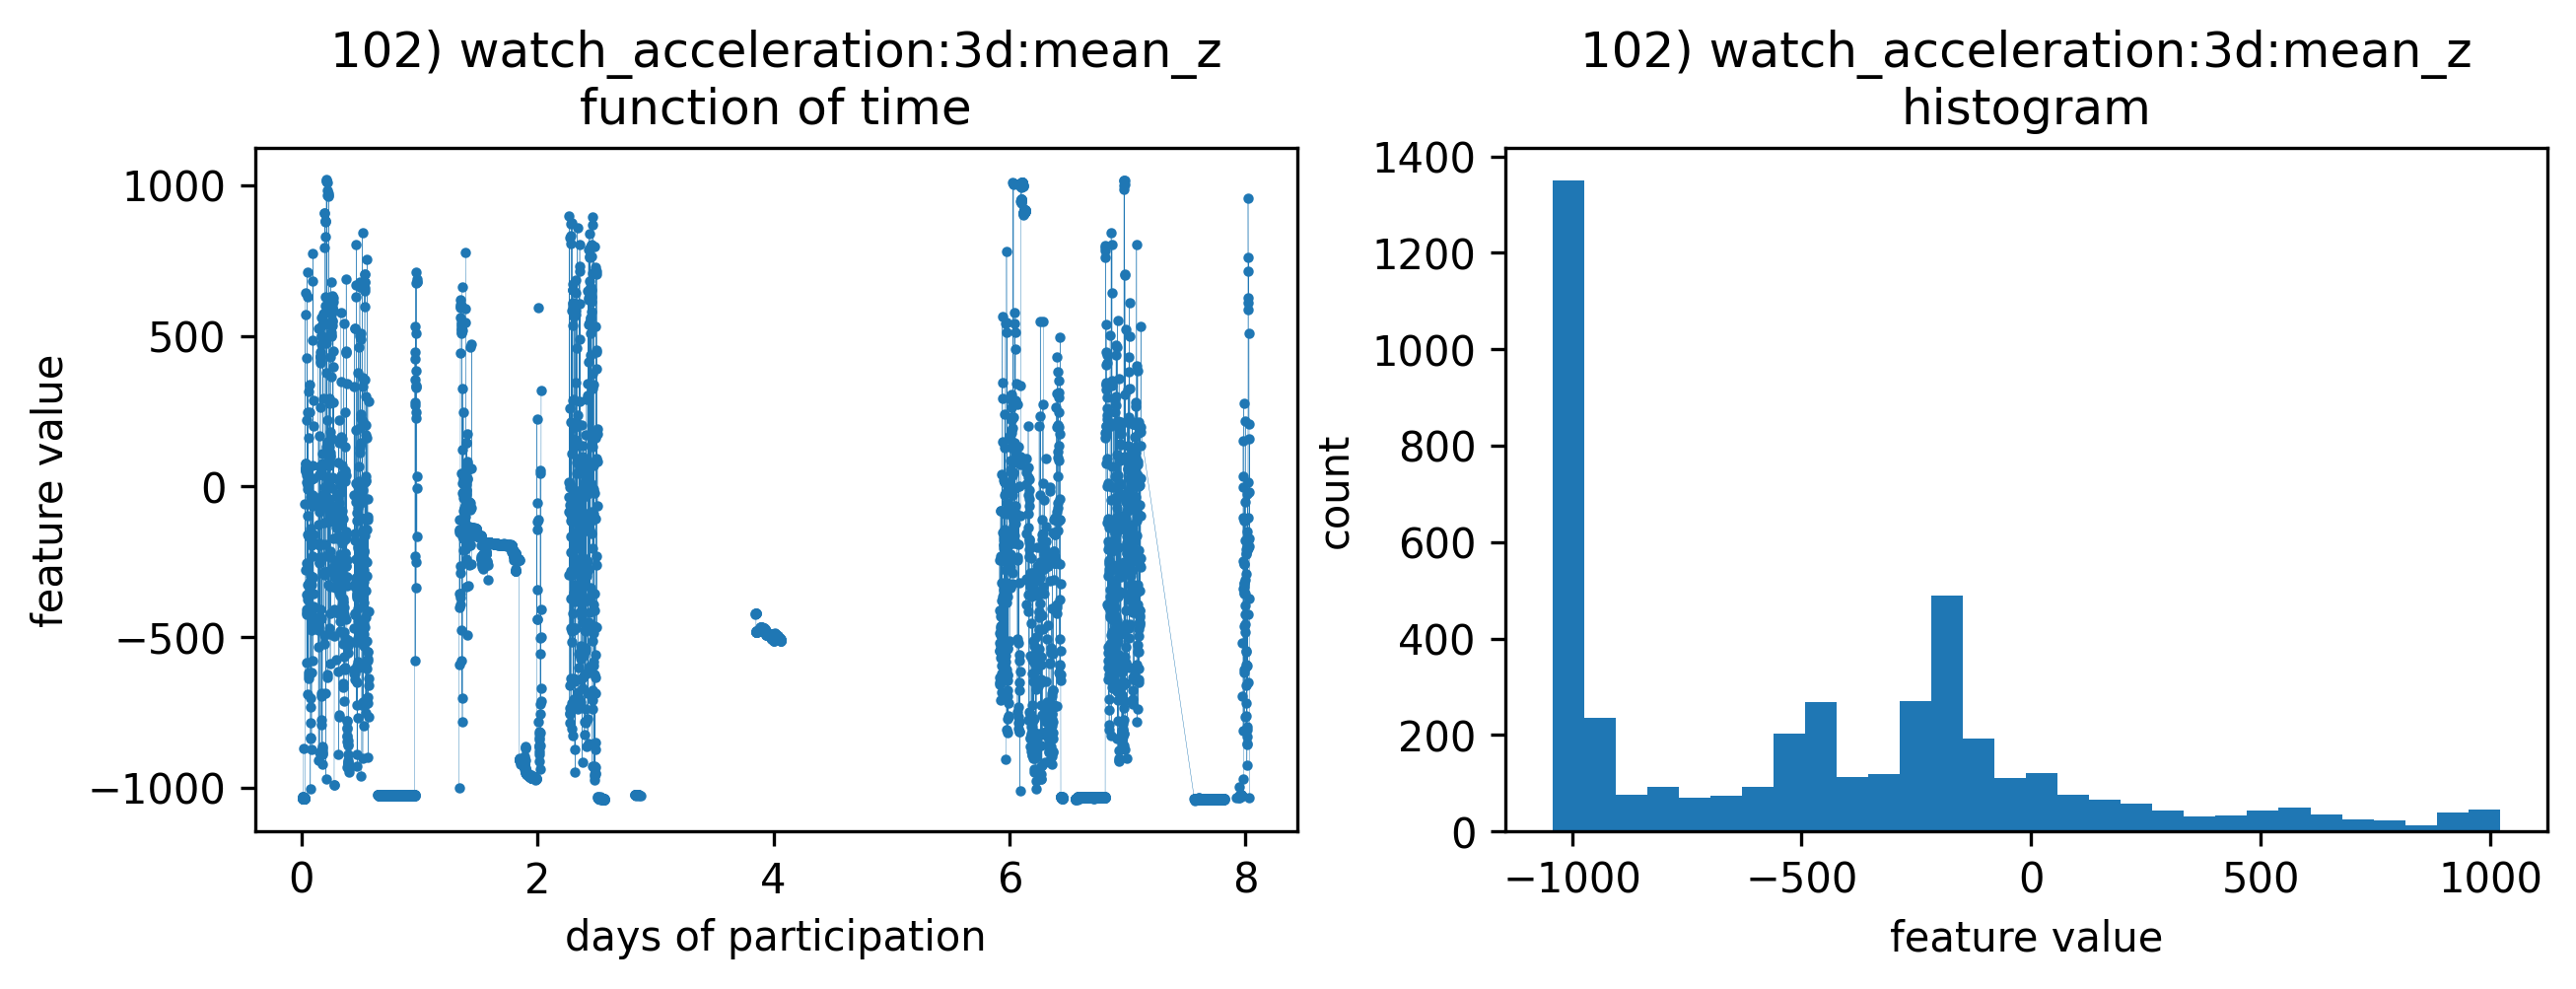 102) watch_acceleration:3d:mean_z
function of time
1000
500
0
−500
−1000
feature value
0 2 4 6 8
days of participation
102) watch_acceleration:3d:mean_z
histogram
1400
1200
1000
800
600
400
200
0
count
−1000 −500 0 500 1000
feature value